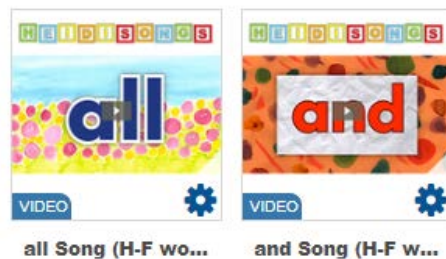 HEIDISONGS
all
VIDEO
all Song (H-F wo...
HEIDISONGS
and
VIDEO
and Song (H-F w...